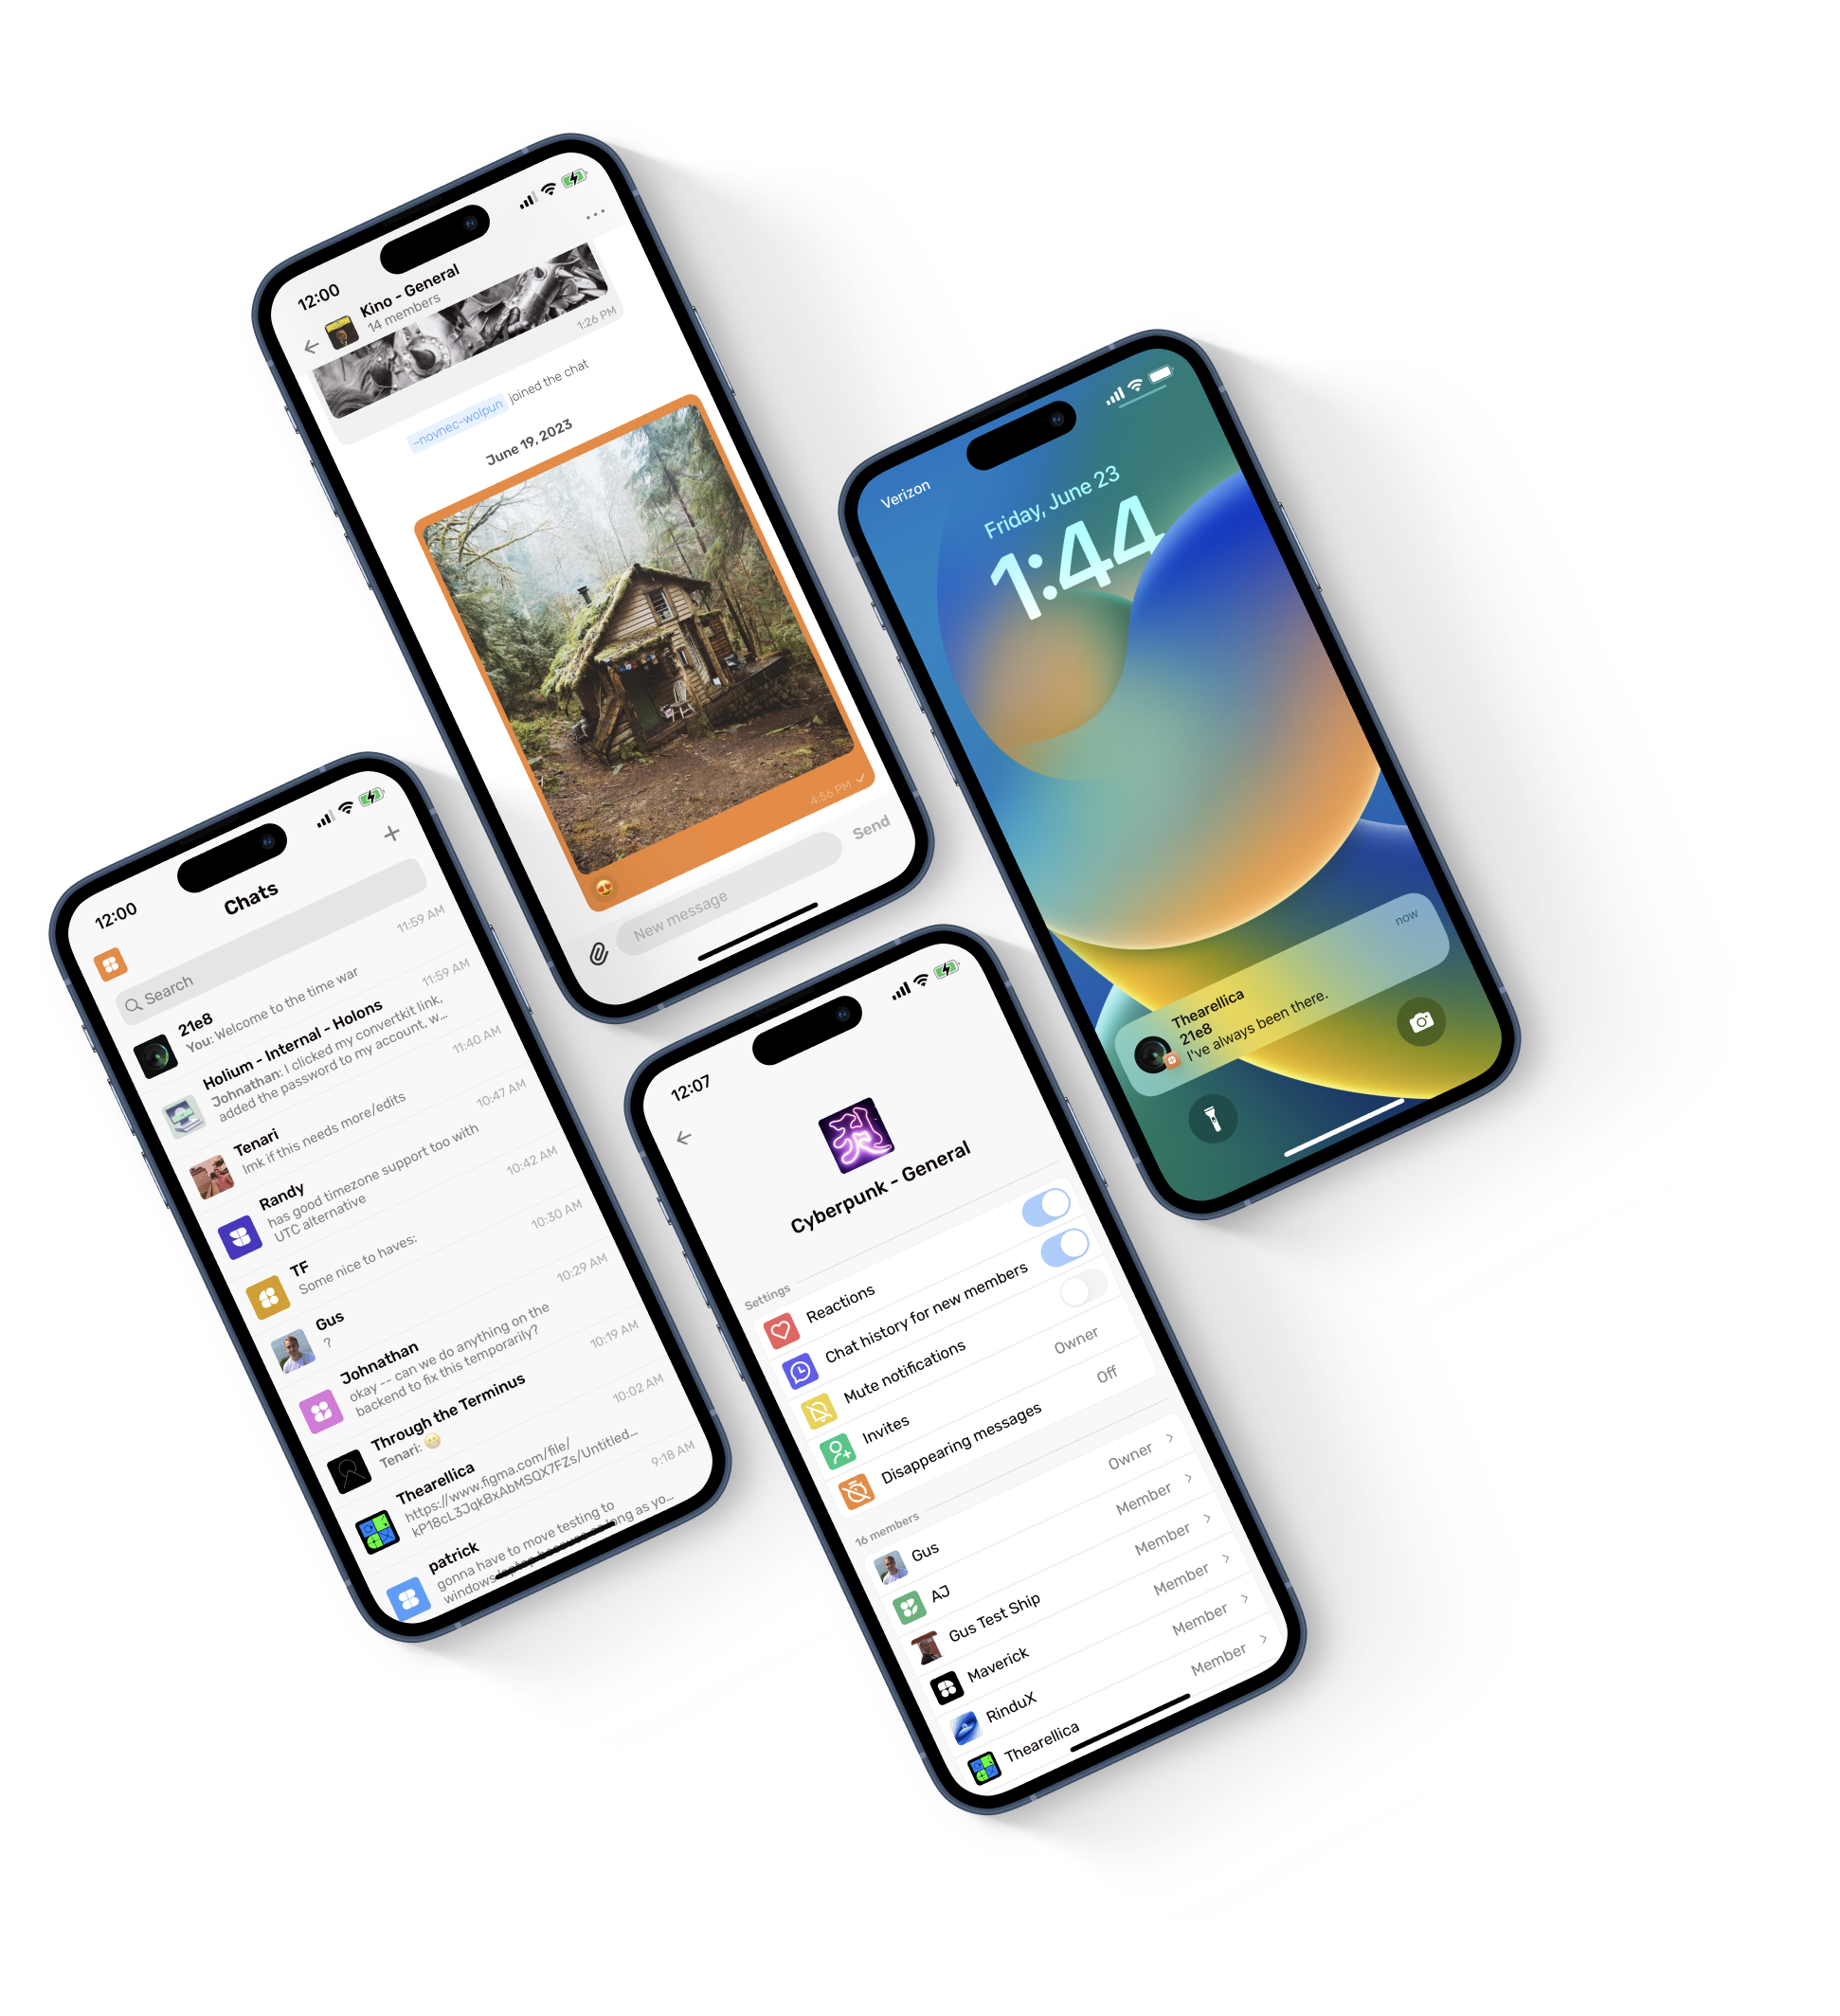 12:00
Kino - General
14 members
1:26 PM
~novnec-wolpun joined the chat
June 19, 2023
4:56 PM
New message
Send
Verizon
Friday, June 23
1:44
now
Thearellica
21e8
I've always been there.
12:00
Chats
Search
21e8
11:59 AM
You: Welcome to the time war
Holium - Internal - Holons
11:59 AM
Johnathan: I clicked my convertkit link,
added the password to my account, w...
Tenari
11:40 AM
lmk if this needs more/edits
Randy
10:47 AM
has good timezone support too with
UTC alternative
TF
10:42 AM
Some nice to haves:
Gus
10:30 AM
?
Johnathan
10:29 AM
okay -- can we do anything on the
backend to fix this temporarily?
Through the Terminus
10:19 AM
Tenari: 😁
Thearellica
10:02 AM
https://www.figma.com/file/
kP18cL3JqkBxAbMSQX7FZs/Untitled...
patrick
9:18 AM
gonna have to move testing to
windows laptop because as long as yo...
12:07
Cyberpunk - General
Settings
Reactions
Chat history for new members
Mute notifications
Invites
Owner
Disappearing messages
Off
16 members
Gus
Owner
AJ
Member
Gus Test Ship
Member
Maverick
Member
RinduX
Member
Thearellica
Member